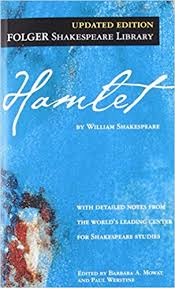 UPDATED EDITION
FOLGER SHAKESPEARE LIBRARY
Hamlet
BY WILLIAM SHAKESPEARE
WITH DETAILED NOTES FROM
THE WORLD'S LEADING CENTER
FOR SHAKESPEARE STUDIES
EDITED BY BARBARA A. MOWAT
AND PAUL WERSTINE